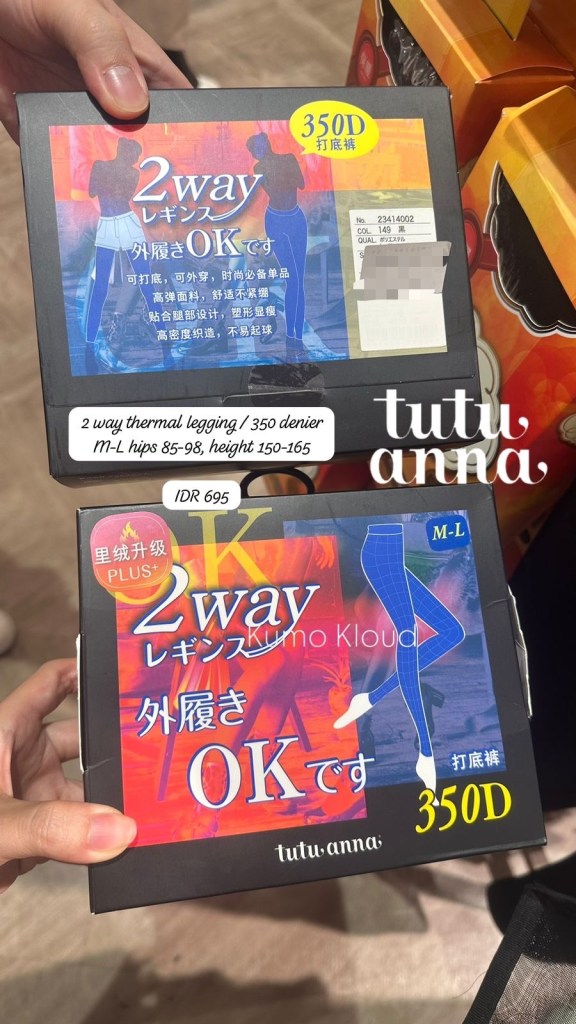 350D
打底裤
2way
レギンス
外履きOKです
可打底，可外穿，时尚必备单品
高弹面料，舒适不紧绷
贴合腿部设计，塑形显瘦
高密度织造，不易起球
No. 23414002
COL. 149 黒
QUAL. ポリエステル
2 way thermal legging / 350 denier
M-L hips 85-98, height 150-165
tutu
anna
IDR 695
里绒升级
PLUS+
OK
M-L
2way
レギンス
Kumo Kloud
外履き
OKです
打底裤
350D
tutu anna